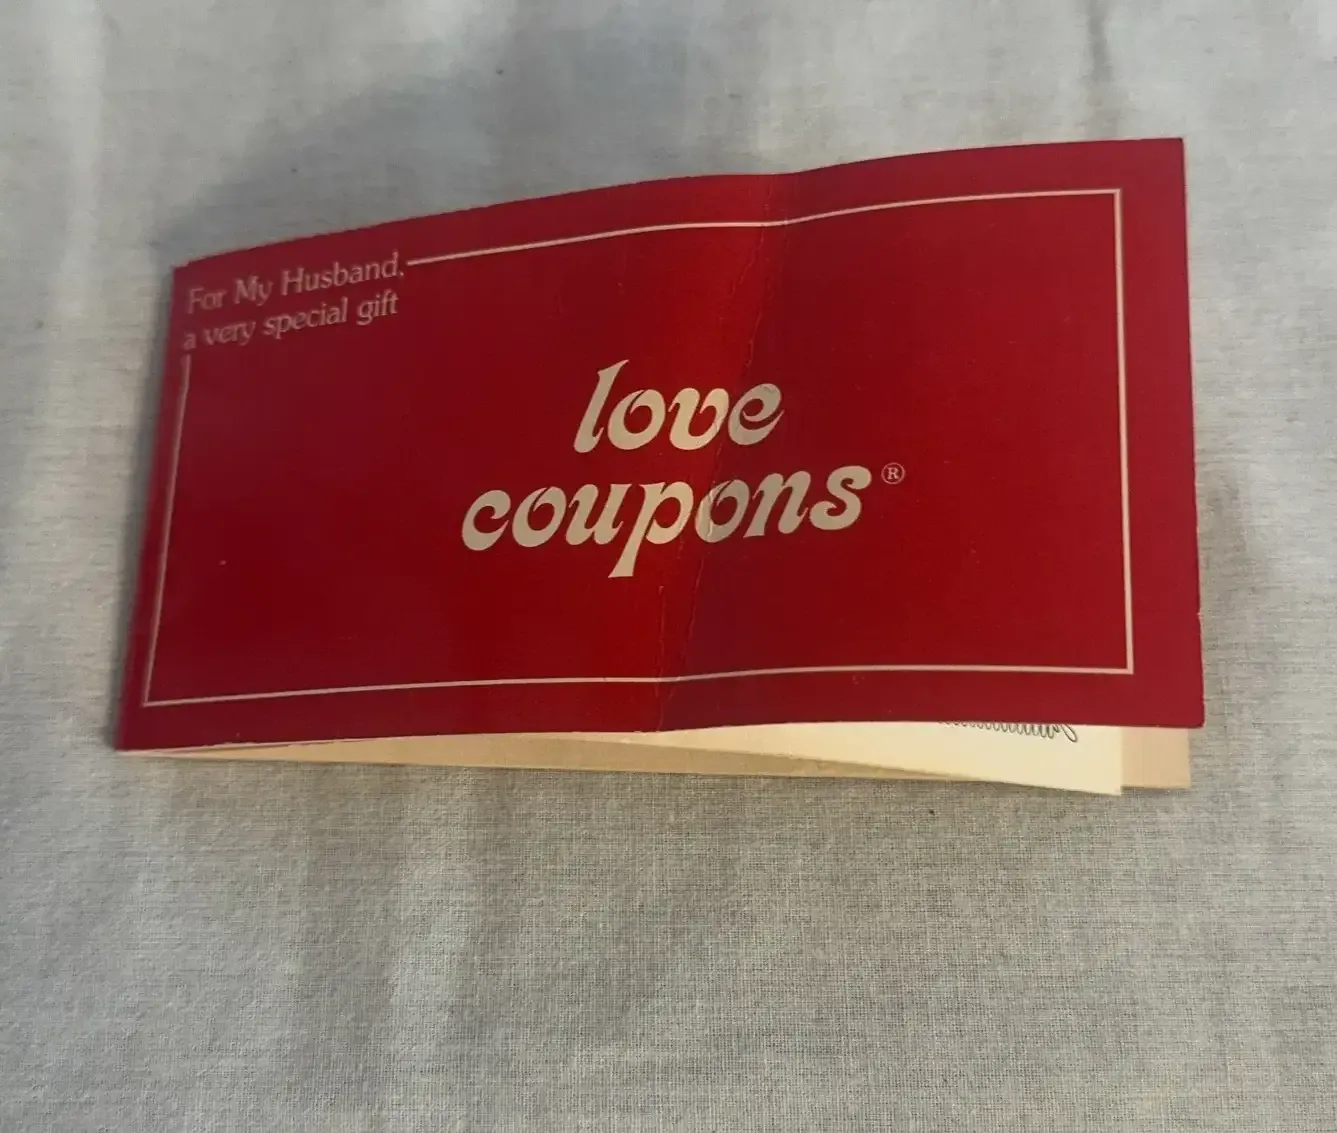 For My Husband,
a very special gift
love
coupons®